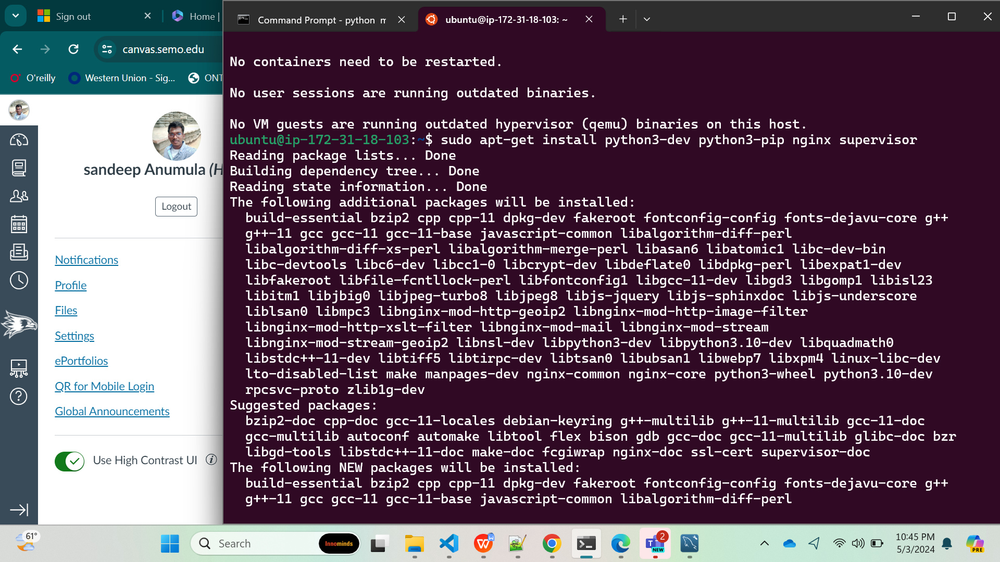 Sign out
Home |
Command Prompt - python m
ubuntu@ip-172-31-18-103: ~
canvas.semo.edu
O'reilly
Western Union - Sig...
ONT
sandeep Anumula (H
Logout
Notifications
Profile
Files
Settings
ePortfolios
QR for Mobile Login
Global Announcements
Use High Contrast UI
No containers need to be restarted.
No user sessions are running outdated binaries.
No VM guests are running outdated hypervisor (qemu) binaries on this host.
ubuntu@ip-172-31-18-103:~$ sudo apt-get install python3-dev python3-pip nginx supervisor
Reading package lists... Done
Building dependency tree... Done
Reading state information... Done
The following additional packages will be installed:
build-essential bzip2 cpp cpp-11 dpkg-dev fakeroot fontconfig-config fonts-dejavu-core g++
g++-11 gcc gcc-11 gcc-11-base javascript-common libalgorithm-diff-perl
libalgorithm-diff-xs-perl libalgorithm-merge-perl libasan6 libatomic1 libc-dev-bin
libc-devtools libc6-dev libcc1-0 libcrypt-dev libdeflate0 libdpkg-perl libexpat1-dev
libfakeroot libfile-fcntllock-perl libfontconfig1 libgcc-11-dev libgd3 libgomp1 libisl23
libitm1 libjbig0 libjpeg-turbo8 libjpeg8 libjs-jquery libjs-sphinxdoc libjs-underscore
liblsan0 libmpc3 libnginx-mod-http-geoip2 libnginx-mod-http-image-filter
libnginx-mod-http-xslt-filter libnginx-mod-mail libnginx-mod-stream
libnginx-mod-stream-geoip2 libnsl-dev libpython3-dev libpython3.10-dev libquadmath0
libstdc++-11-dev libtiff5 libtirpc-dev libtsan0 libubsan1 libwebp7 libxpm4 linux-libc-dev
lto-disabled-list make manpages-dev nginx-common nginx-core python3-wheel python3.10-dev
rpcsvc-proto zlib1g-dev
Suggested packages:
bzip2-doc cpp-doc gcc-11-locales debian-keyring g++-multilib g++-11-multilib gcc-11-doc
gcc-multilib autoconf automake libtool flex bison gdb gcc-doc gcc-11-multilib glibc-doc bzr
libgd-tools libstdc++-11-doc make-doc fcgiwrap nginx-doc ssl-cert supervisor-doc
The following NEW packages will be installed:
build-essential bzip2 cpp cpp-11 dpkg-dev fakeroot fontconfig-config fonts-dejavu-core g++
g++-11 gcc gcc-11 gcc-11-base javascript-common libalgorithm-diff-perl
61°
Search
Innominds
W
T
2
NEW
10:45 PM
5/3/2024
PRE